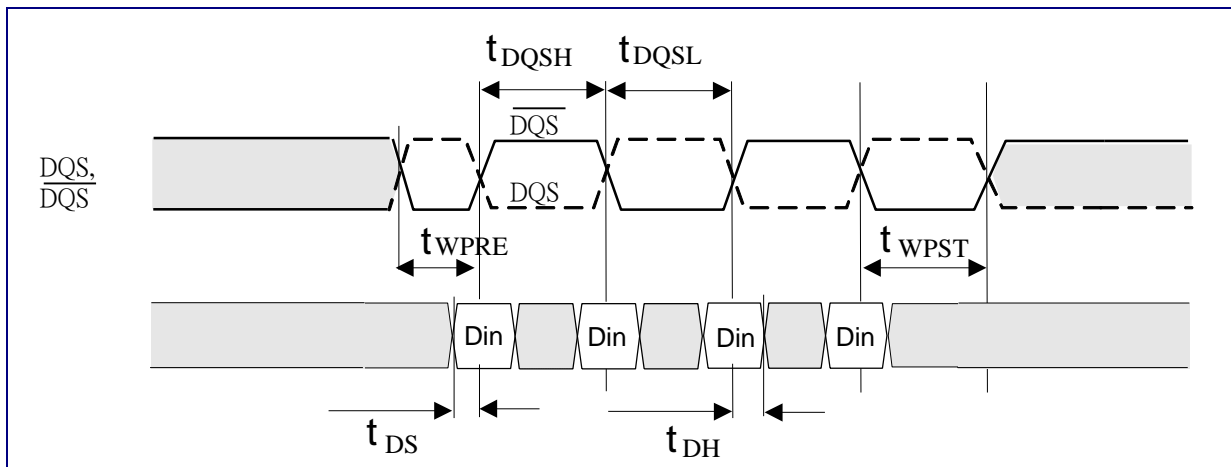 tDQSH tDQSL
DQS
DQS,
DQS
DQS
tWPRE
tWPST
Din Din Din Din
tDS
tDH